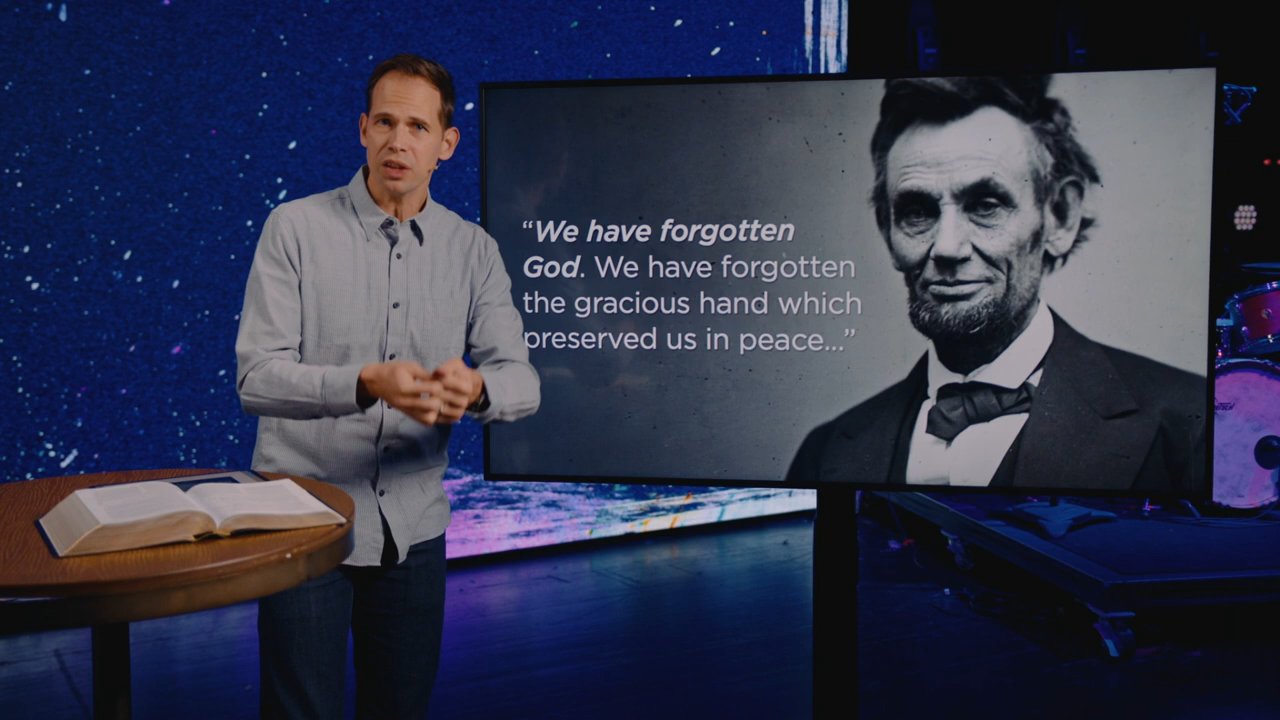 “We have forgotten
God. We have forgotten
the gracious hand which
preserved us in peace...”